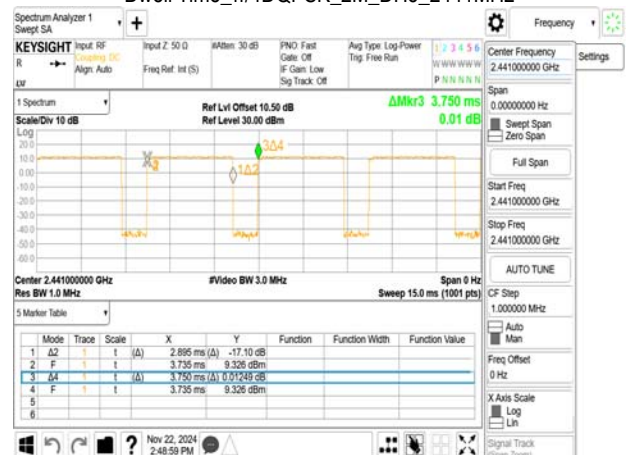 Dwell Time_π/4DQPSK_2M_DH5_2441MHz
Spectrum Analyzer 1
Swept SA
+
Frequency
KEYSIGHT
Input: RF
Coupling: DC
Align: Auto
Input Z: 50 Ω
Freq Ref: Int (S)
#Atten: 30 dB
PNO: Fast
Gate: Off
IF Gain: Low
Sig Track: Off
Avg Type: Log-Power
Trig: Free Run
1 2 3 4 5 6
W W W W W W
P N N N N N
R
1 Spectrum
Scale/Div 10 dB
Log
Ref Lvl Offset 10.50 dB
Ref Level 30.00 dBm
ΔMkr3 3.750 ms
0.01 dB
20.0
10.0
0.00
-10.0
-20.0
-30.0
-40.0
-50.0
-60.0
3Δ4
1Δ2
Center 2.441000000 GHz
Res BW 1.0 MHz
#Video BW 3.0 MHz
Span 0 Hz
Sweep 15.0 ms (1001 pts)
5 Marker Table
Mode Trace Scale X Y Function Function Width Function Value
1 Δ2 1 t (Δ) 2.895 ms (Δ) -17.10 dB
2 F 1 t 3.735 ms 9.326 dBm
3 Δ4 1 t (Δ) 3.750 ms (Δ) 0.01249 dB
4 F 1 t 3.735 ms 9.326 dBm
5
6
?
Nov 22, 2024
2:48:59 PM
Center Frequency
2.441000000 GHz
Settings
Span
0.00000000 Hz
Swept Span
Zero Span
Full Span
Start Freq
2.441000000 GHz
Stop Freq
2.441000000 GHz
AUTO TUNE
CF Step
1.000000 MHz
Auto
Man
Freq Offset
0 Hz
X Axis Scale
Log
Lin
Signal Track